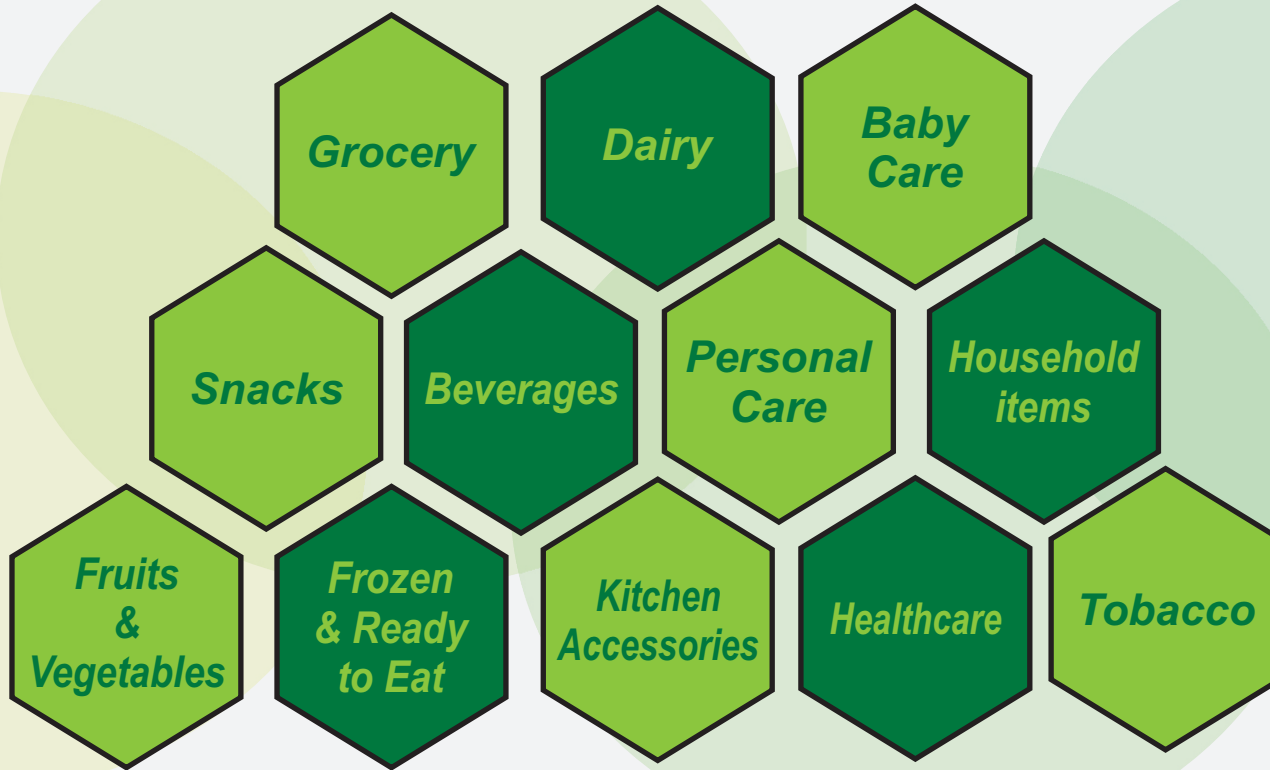 Grocery
Dairy
Baby
Care
Snacks
Beverages
Personal
Care
Household
items
Fruits
&
Vegetables
Frozen
& Ready
to Eat
Kitchen
Accessories
Healthcare
Tobacco